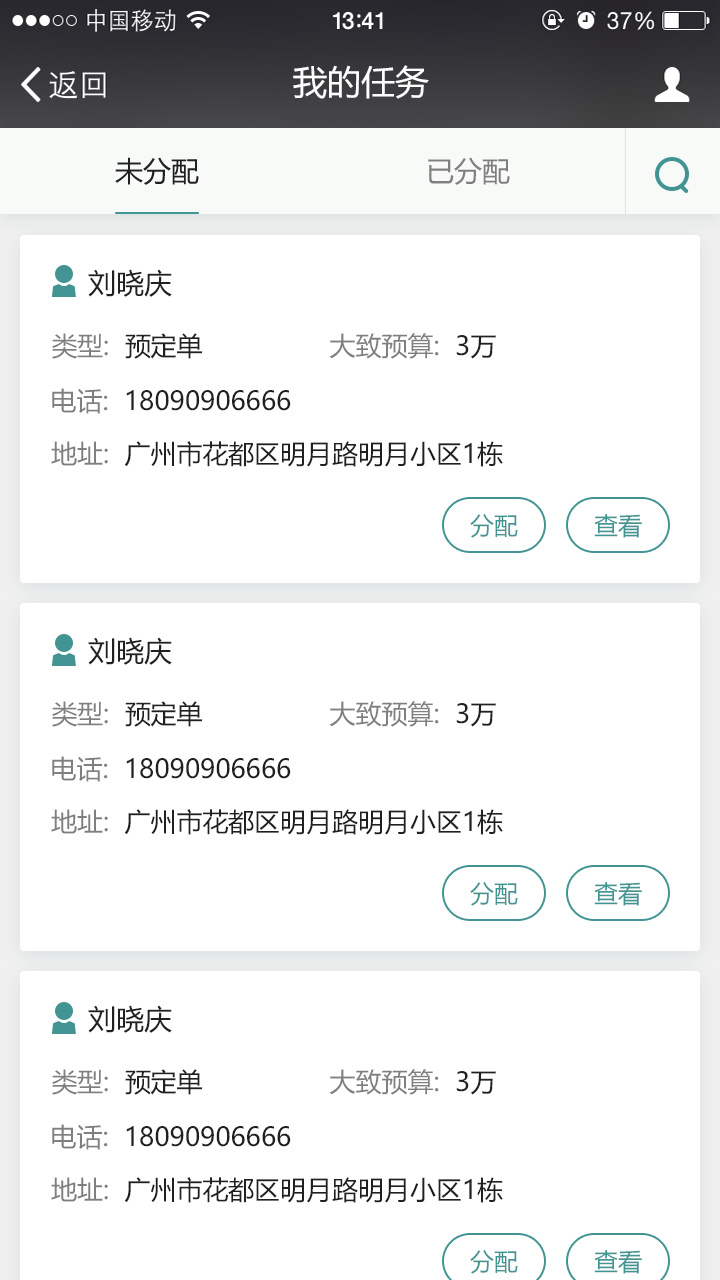 中国移动 13:41 37%
返回 我的任务
未分配 已分配
刘晓庆
类型: 预定单 大致预算: 3万
电话: 18090906666
地址: 广州市花都区明月路明月小区1栋
分配 查看
刘晓庆
类型: 预定单 大致预算: 3万
电话: 18090906666
地址: 广州市花都区明月路明月小区1栋
分配 查看
刘晓庆
类型: 预定单 大致预算: 3万
电话: 18090906666
地址: 广州市花都区明月路明月小区1栋
分配 查看